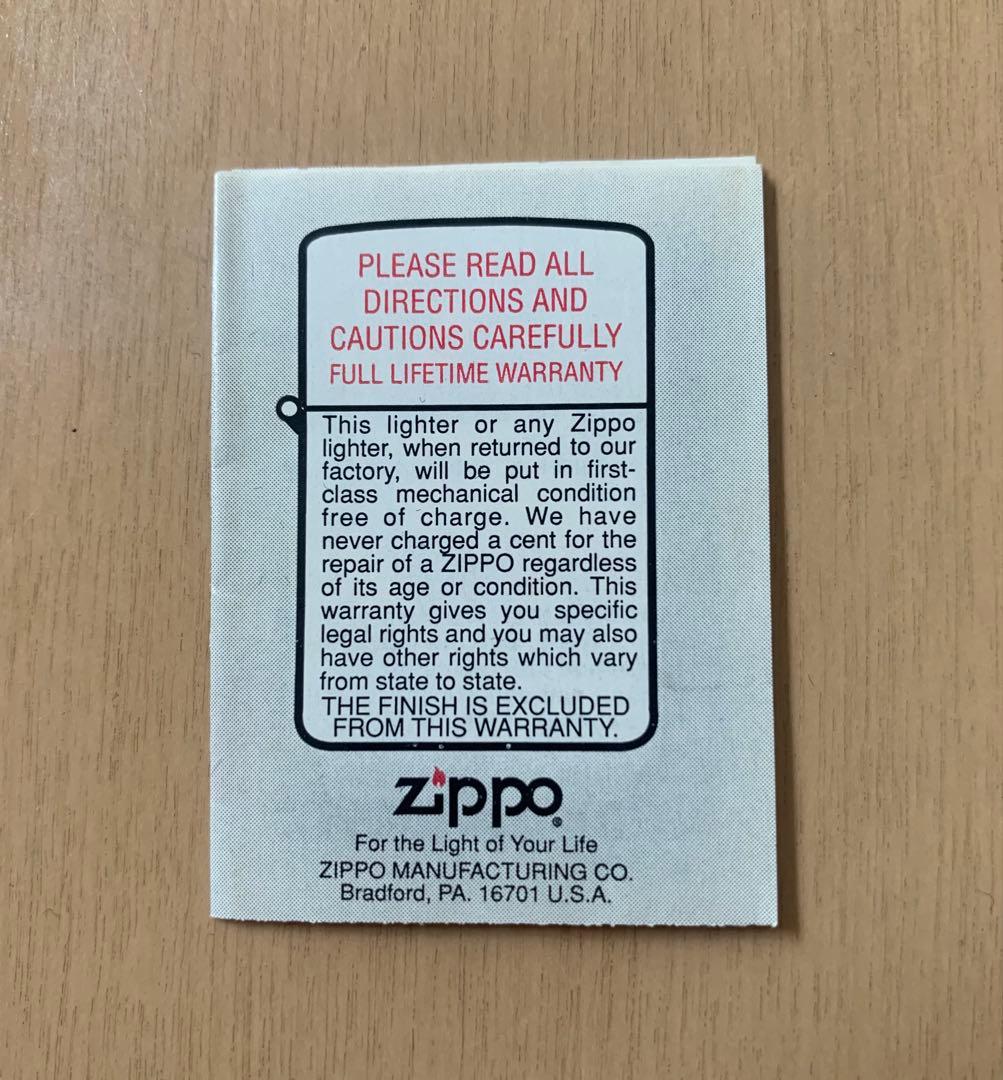 PLEASE READ ALL
DIRECTIONS AND
CAUTIONS CAREFULLY
FULL LIFETIME WARRANTY
This lighter or any Zippo
lighter, when returned to our
factory, will be put in first-
class mechanical condition
free of charge. We have
never charged a cent for the
repair of a ZIPPO regardless
of its age or condition. This
warranty gives you specific
legal rights and you may also
have other rights which vary
from state to state.
THE FINISH IS EXCLUDED
FROM THIS WARRANTY.
zippo®
For the Light of Your Life
ZIPPO MANUFACTURING CO.
Bradford, PA. 16701 U.S.A.